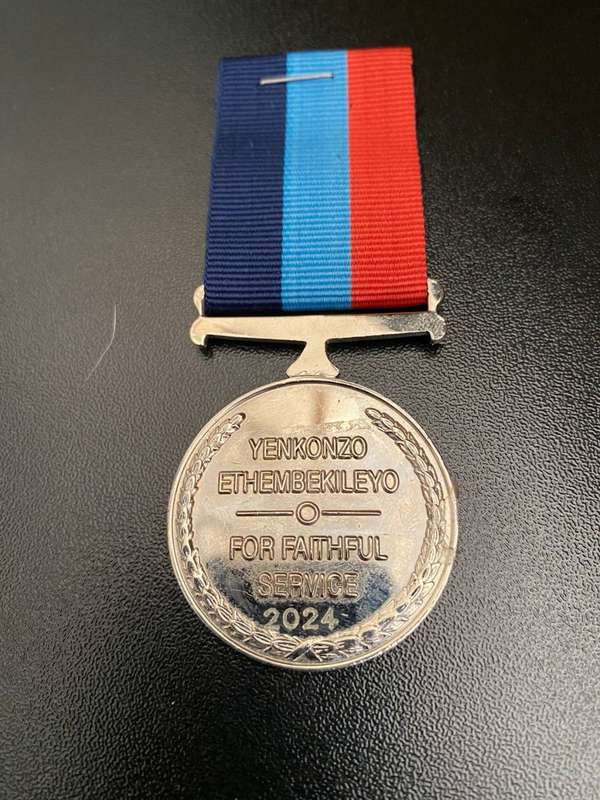 YENKONZO
ETHEMBEKILEYO
FOR FAITHFUL
SERVICE
2024